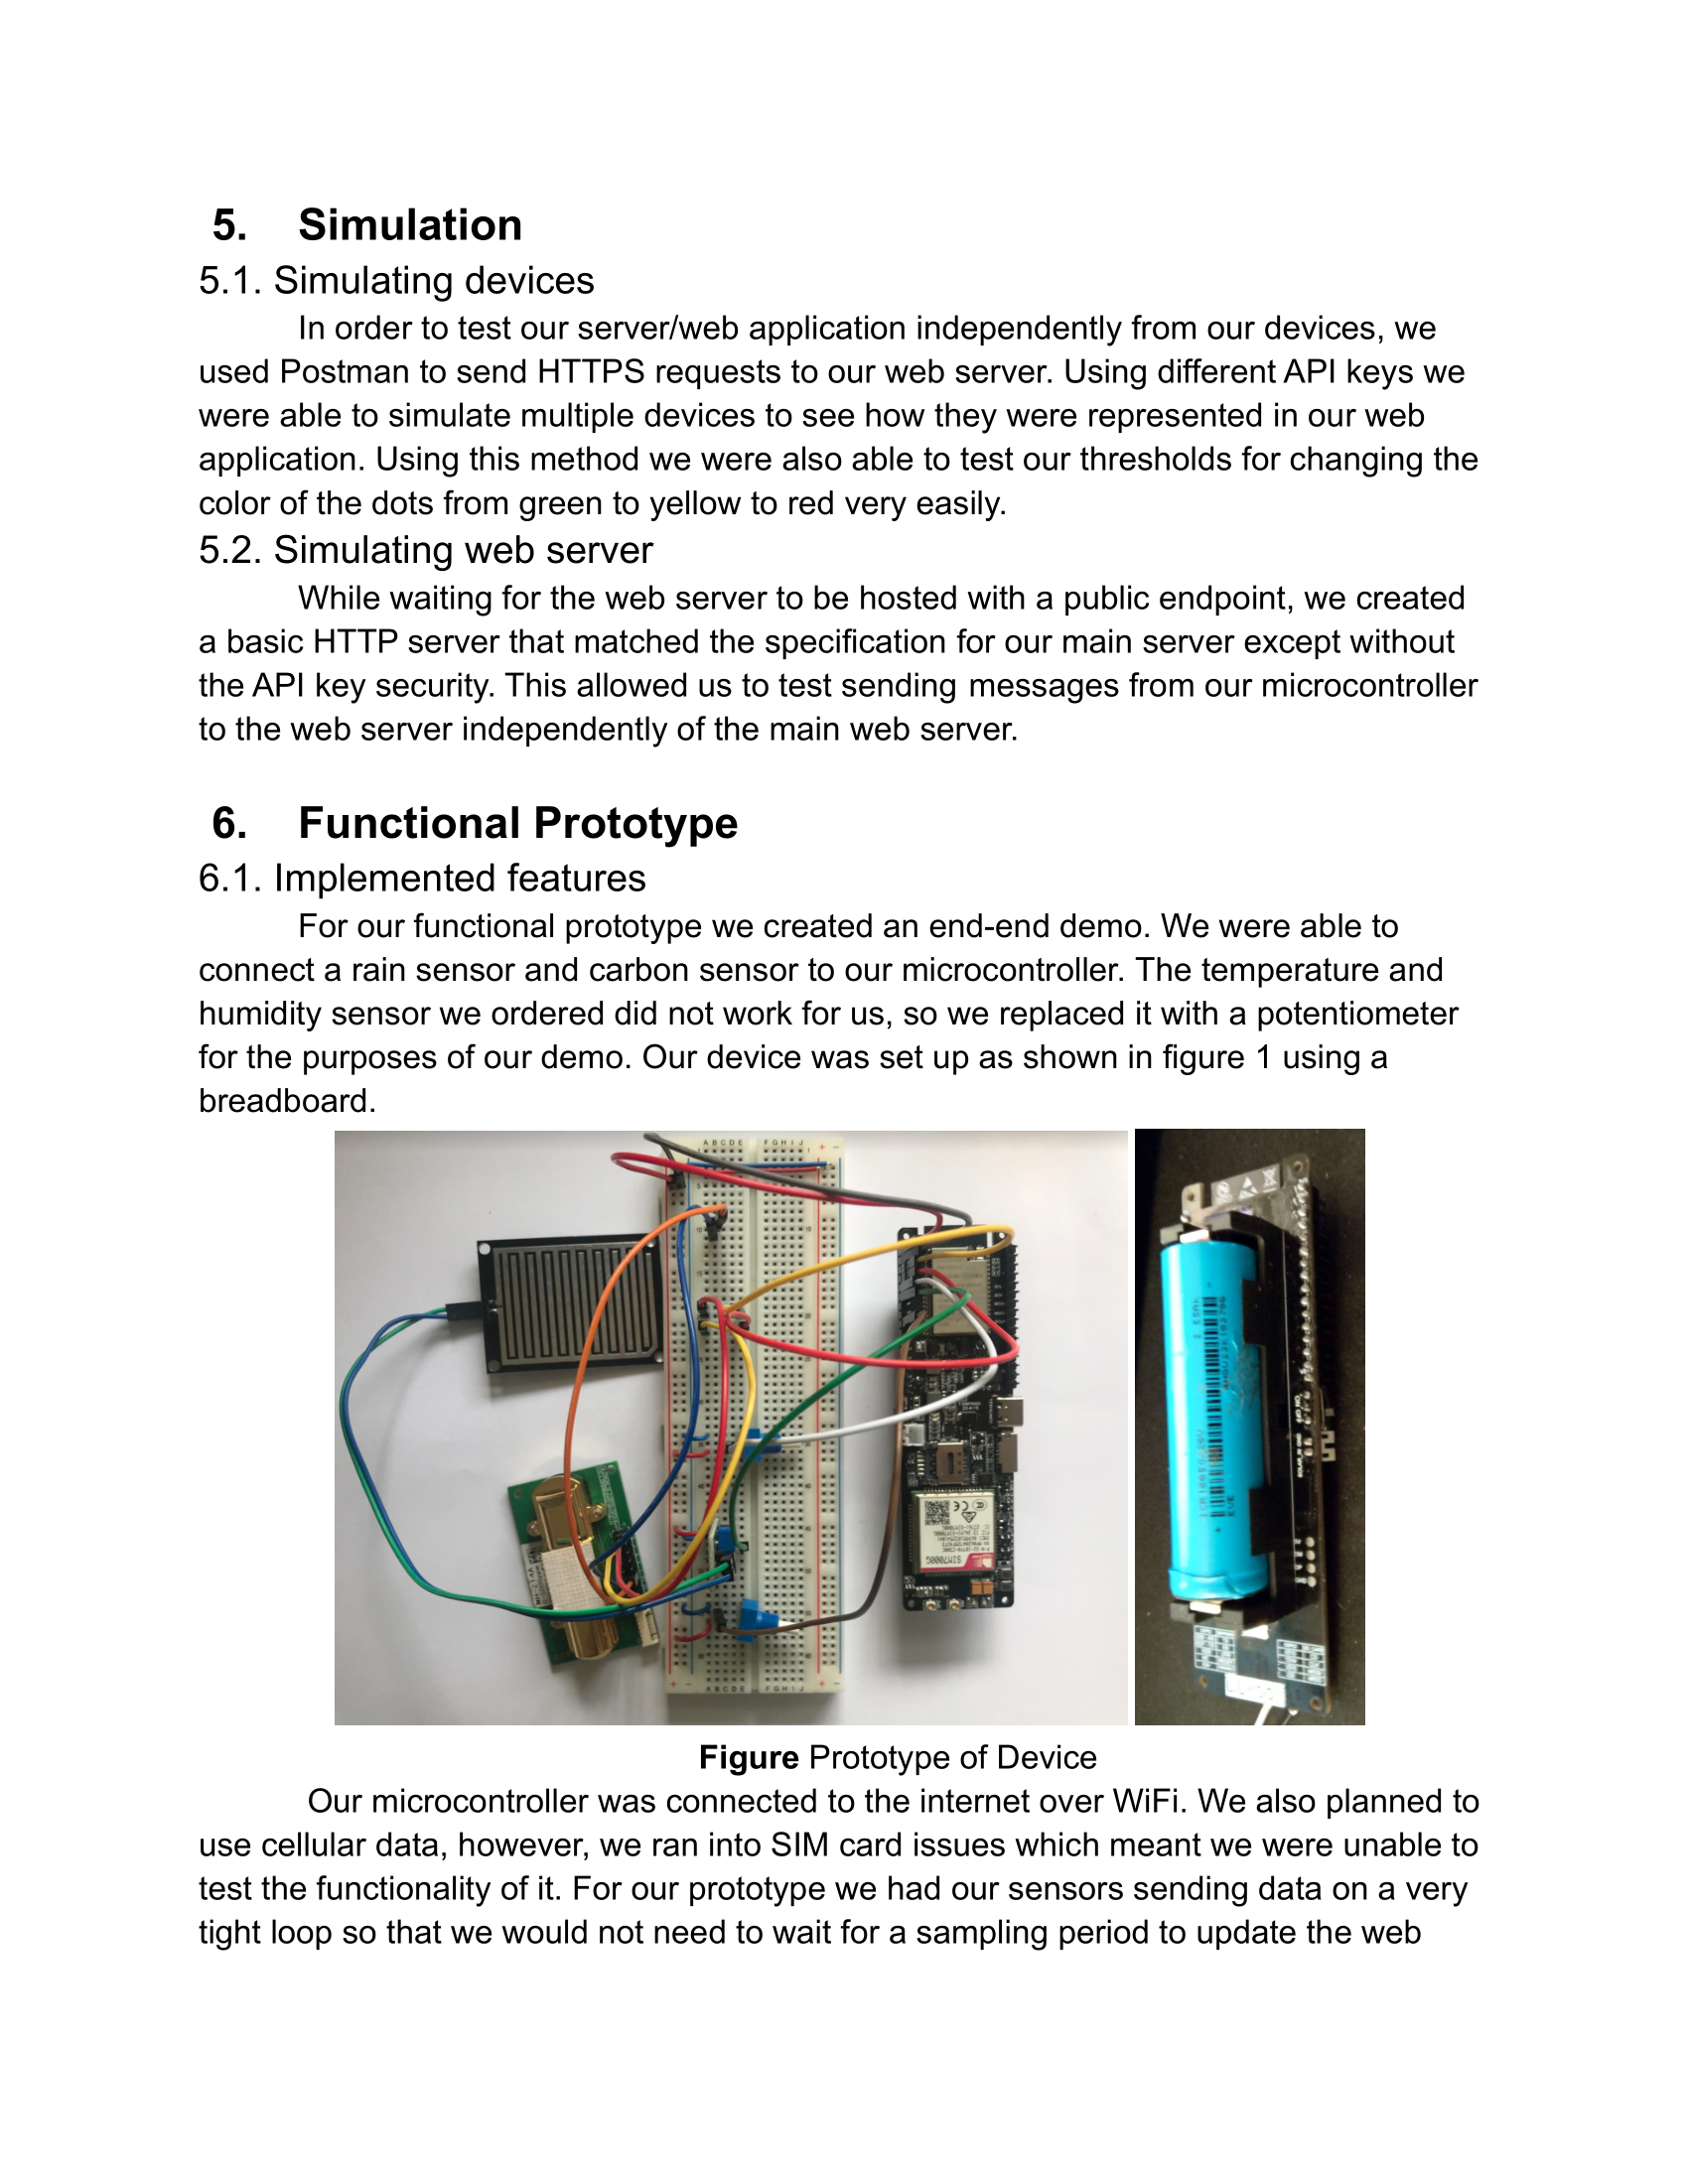 5. Simulation
5.1. Simulating devices
In order to test our server/web application independently from our devices, we
used Postman to send HTTPS requests to our web server. Using different API keys we
were able to simulate multiple devices to see how they were represented in our web
application. Using this method we were also able to test our thresholds for changing the
color of the dots from green to yellow to red very easily.
5.2. Simulating web server
While waiting for the web server to be hosted with a public endpoint, we created
a basic HTTP server that matched the specification for our main server except without
the API key security. This allowed us to test sending messages from our microcontroller
to the web server independently of the main web server.
6. Functional Prototype
6.1. Implemented features
For our functional prototype we created an end-end demo. We were able to
connect a rain sensor and carbon sensor to our microcontroller. The temperature and
humidity sensor we ordered did not work for us, so we replaced it with a potentiometer
for the purposes of our demo. Our device was set up as shown in figure 1 using a
breadboard.
A B C D E F G H I J
SIM7000G
A B C D E F G H I J
EVE
Figure Prototype of Device
Our microcontroller was connected to the internet over WiFi. We also planned to
use cellular data, however, we ran into SIM card issues which meant we were unable to
test the functionality of it. For our prototype we had our sensors sending data on a very
tight loop so that we would not need to wait for a sampling period to update the web